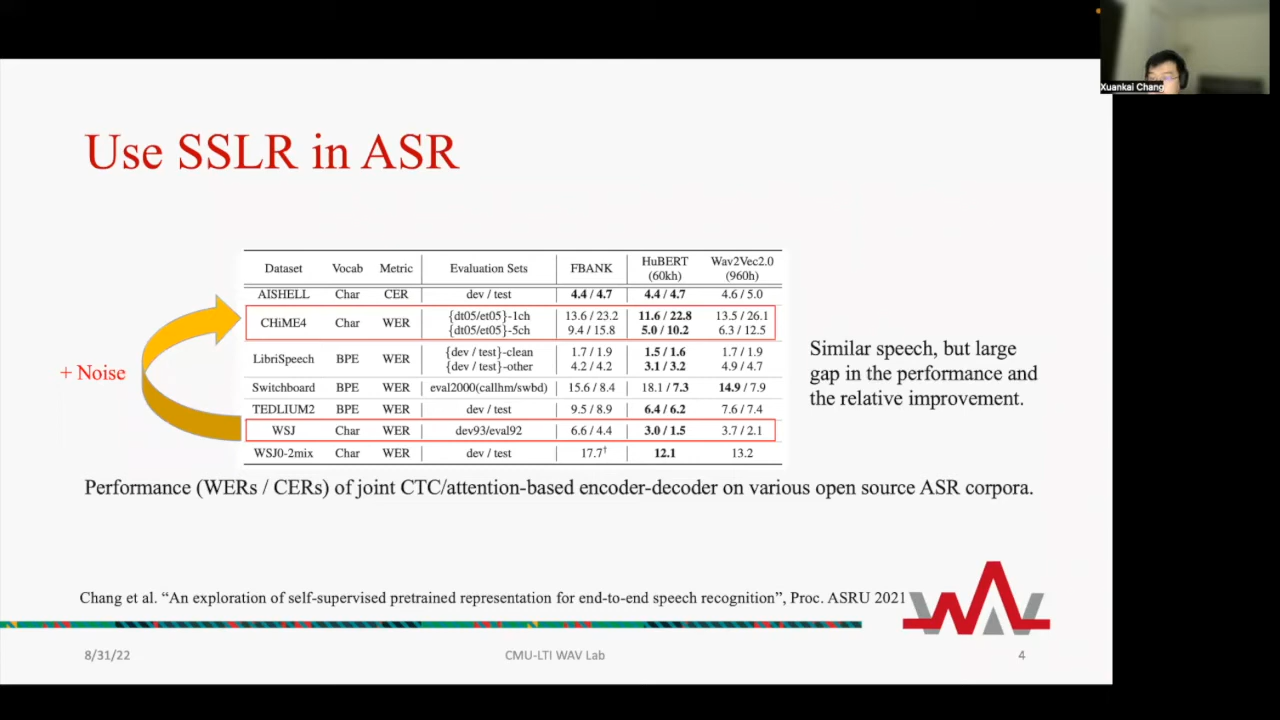 Xuankai Chang
Use SSLR in ASR
Dataset Vocab Metric Evaluation Sets FBANK HuBERT (60kh) Wav2Vec2.0 (960h)
AISHELL Char CER dev / test 4.4 / 4.7 4.4 / 4.7 4.6 / 5.0
CHiME4 Char WER {dt05/et05}-1ch 13.6 / 23.2 11.6 / 22.8 13.5 / 26.1
{dt05/et05}-5ch 9.4 / 15.8 5.0 / 10.2 6.3 / 12.5
LibriSpeech BPE WER {dev / test}-clean 1.7 / 1.9 1.5 / 1.6 1.7 / 1.9
{dev / test}-other 4.2 / 4.2 3.1 / 3.2 4.9 / 4.7
Switchboard BPE WER eval2000(callhm/swbd) 15.6 / 8.4 18.1 / 7.3 14.9 / 7.9
TEDLIUM2 BPE WER dev / test 9.5 / 8.9 6.4 / 6.2 7.6 / 7.4
WSJ Char WER dev93/eval92 6.6 / 4.4 3.0 / 1.5 3.7 / 2.1
WSJ0-2mix Char WER dev / test 17.7† 12.1 13.2
+ Noise
Similar speech, but large
gap in the performance and
the relative improvement.
Performance (WERs / CERs) of joint CTC/attention-based encoder-decoder on various open source ASR corpora.
Chang et al. “An exploration of self-supervised pretrained representation for end-to-end speech recognition”, Proc. ASRU 2021
WAV
8/31/22 CMU-LTI WAV Lab 4